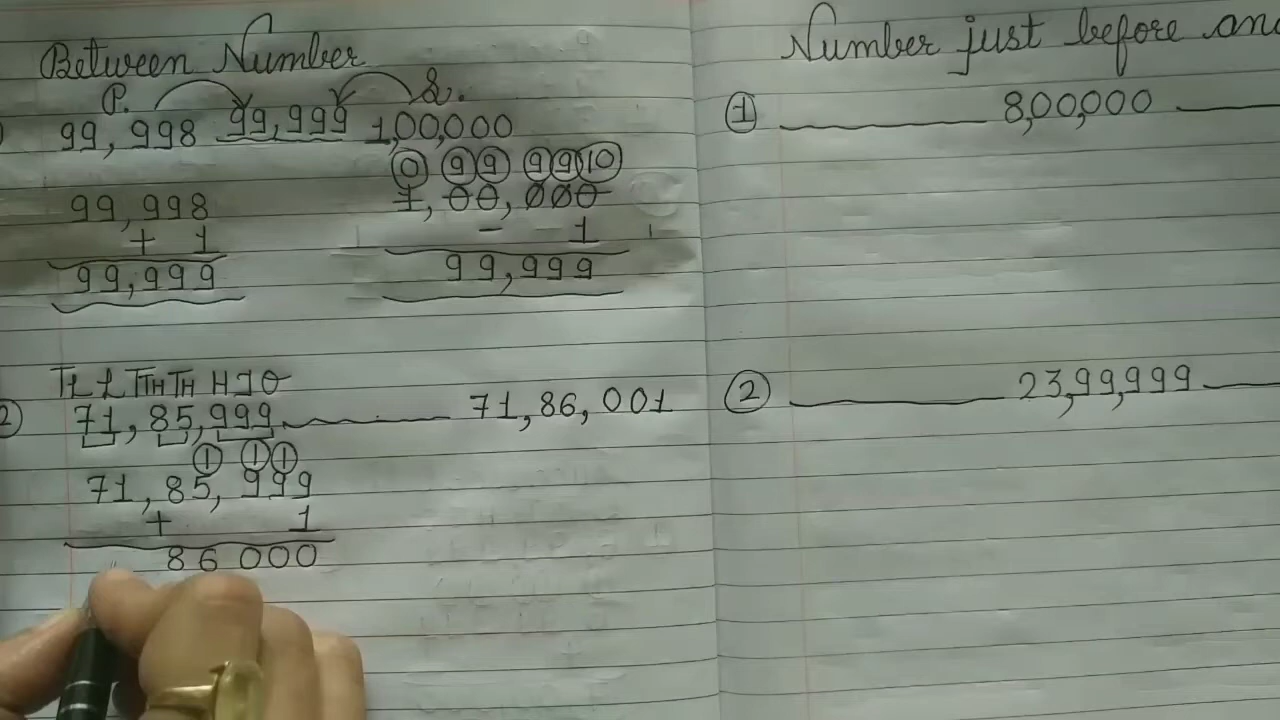 Between Number
P. S.
99,998 99,999 1,00,000
0 9 9 9 9 10
99,998 1,00,000
+ 1 - 1
99,999 99,999
TL L TTH TH H T O
2 71,85,999 71,86,001
1 1 1
71,85,999
+ 1
86000
Number just before and
1 8,00,000
2 23,99,999